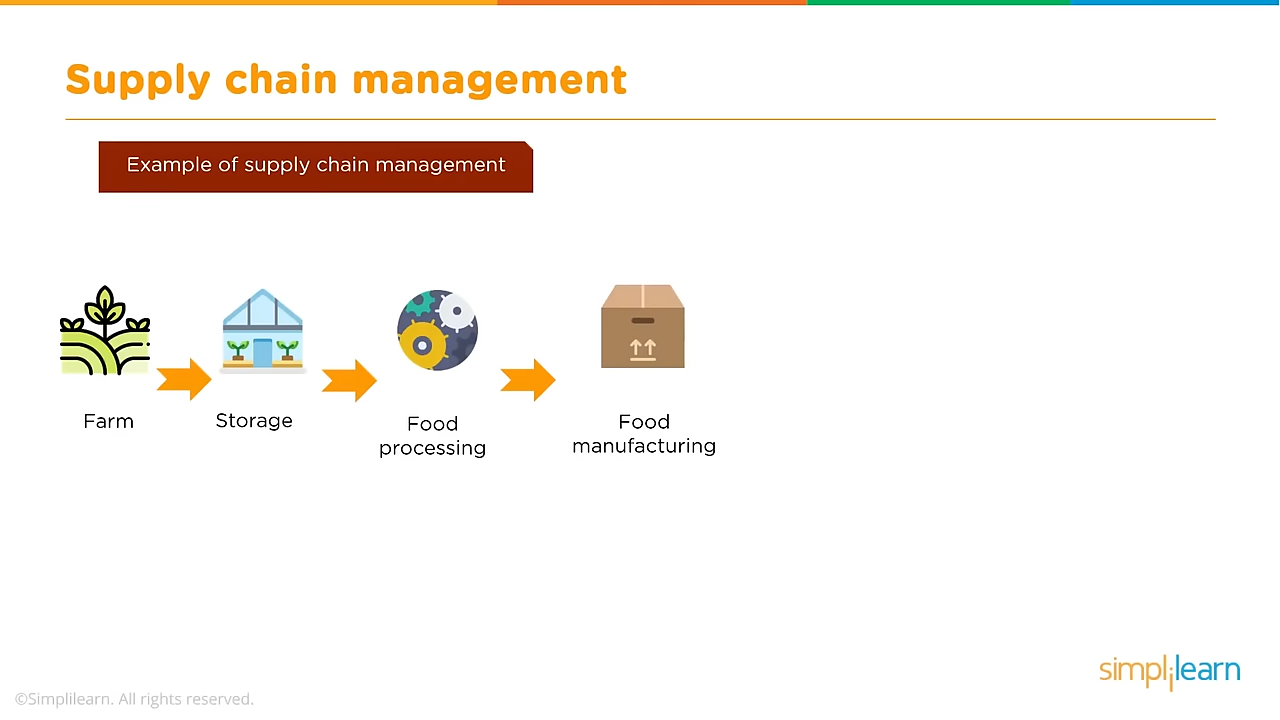 Supply chain management
Example of supply chain management
Farm
Storage
Food
processing
Food
manufacturing
simplilearn
©Simplilearn. All rights reserved.